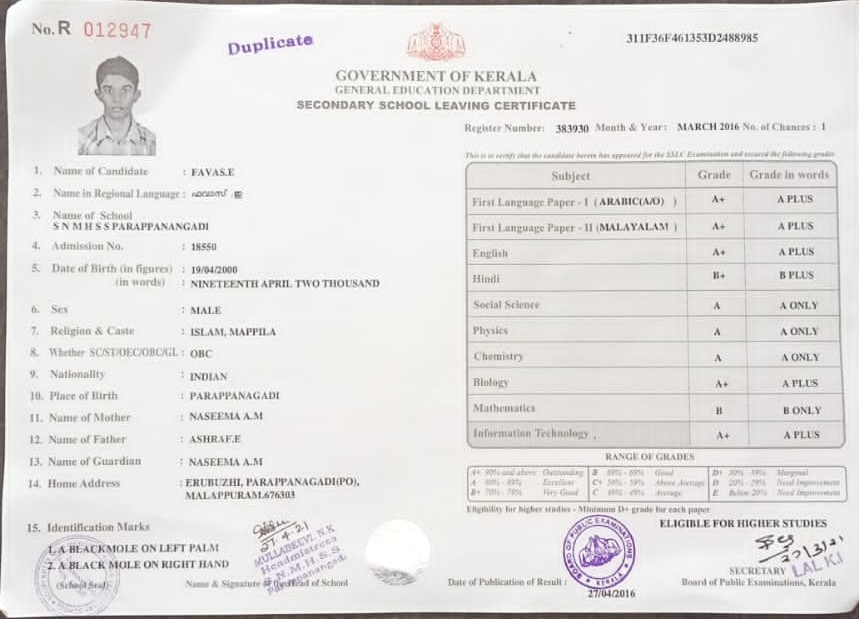 No. R 012947
Duplicate
311F36F461353D2488985
GOVERNMENT OF KERALA
GENERAL EDUCATION DEPARTMENT
SECONDARY SCHOOL LEAVING CERTIFICATE
Register Number: 383930 Month & Year: MARCH 2016 No. of Chances: 1
1. Name of Candidate : FAVAS.E
2. Name in Regional Language : ഫവാസ് .ഇ
3. Name of School
S N M H S S PARAPPANANGADI
4. Admission No. : 18550
5. Date of Birth (in figures) : 19/04/2000
(in words) : NINETEENTH APRIL TWO THOUSAND
6. Sex : MALE
7. Religion & Caste : ISLAM, MAPPILA
8. Whether SC/ST/OEC/OBC/GL : OBC
9. Nationality : INDIAN
10. Place of Birth : PARAPPANAGADI
11. Name of Mother : NASEEMA A.M
12. Name of Father : ASHRAF.E
13. Name of Guardian : NASEEMA A.M
14. Home Address : ERUBUZHI, PARAPPANAGADI(PO),
MALAPPURAM.676303
15. Identification Marks
1. A BLACKMOLE ON LEFT PALM
2. A BLACK MOLE ON RIGHT HAND
(School Seal)
27-4-21
MULLADEVI. N.K
Headmistress
S.N.M.H.S.S
Parappanangadi
Name & Signature of the Head of School
This is to certify that the candidate herein has appeared for the SSLC Examination and secured the following grades
Subject Grade Grade in words
First Language Paper - I (ARABIC(A/O) ) A+ A PLUS
First Language Paper - II (MALAYALAM ) A+ A PLUS
English A+ A PLUS
Hindi B+ B PLUS
Social Science A A ONLY
Physics A A ONLY
Chemistry A A ONLY
Biology A+ A PLUS
Mathematics B B ONLY
Information Technology . A+ A PLUS
RANGE OF GRADES
A+ 90% and above Outstanding B 60% - 69% Good D+ 30% - 39% Marginal
A 80% - 89% Excellent C+ 50% - 59% Above Average D 20% - 29% Need Improvement
B+ 70% - 79% Very Good C 40% - 49% Average E Below 20% Need Improvement
Eligibility for higher studies - Minimum D+ grade for each paper
ELIGIBLE FOR HIGHER STUDIES
BOARD OF PUBLIC EXAMINATIONS
KERALA
SECRETARY LAL K.I
Date of Publication of Result : 27/04/2016
Board of Public Examinations, Kerala